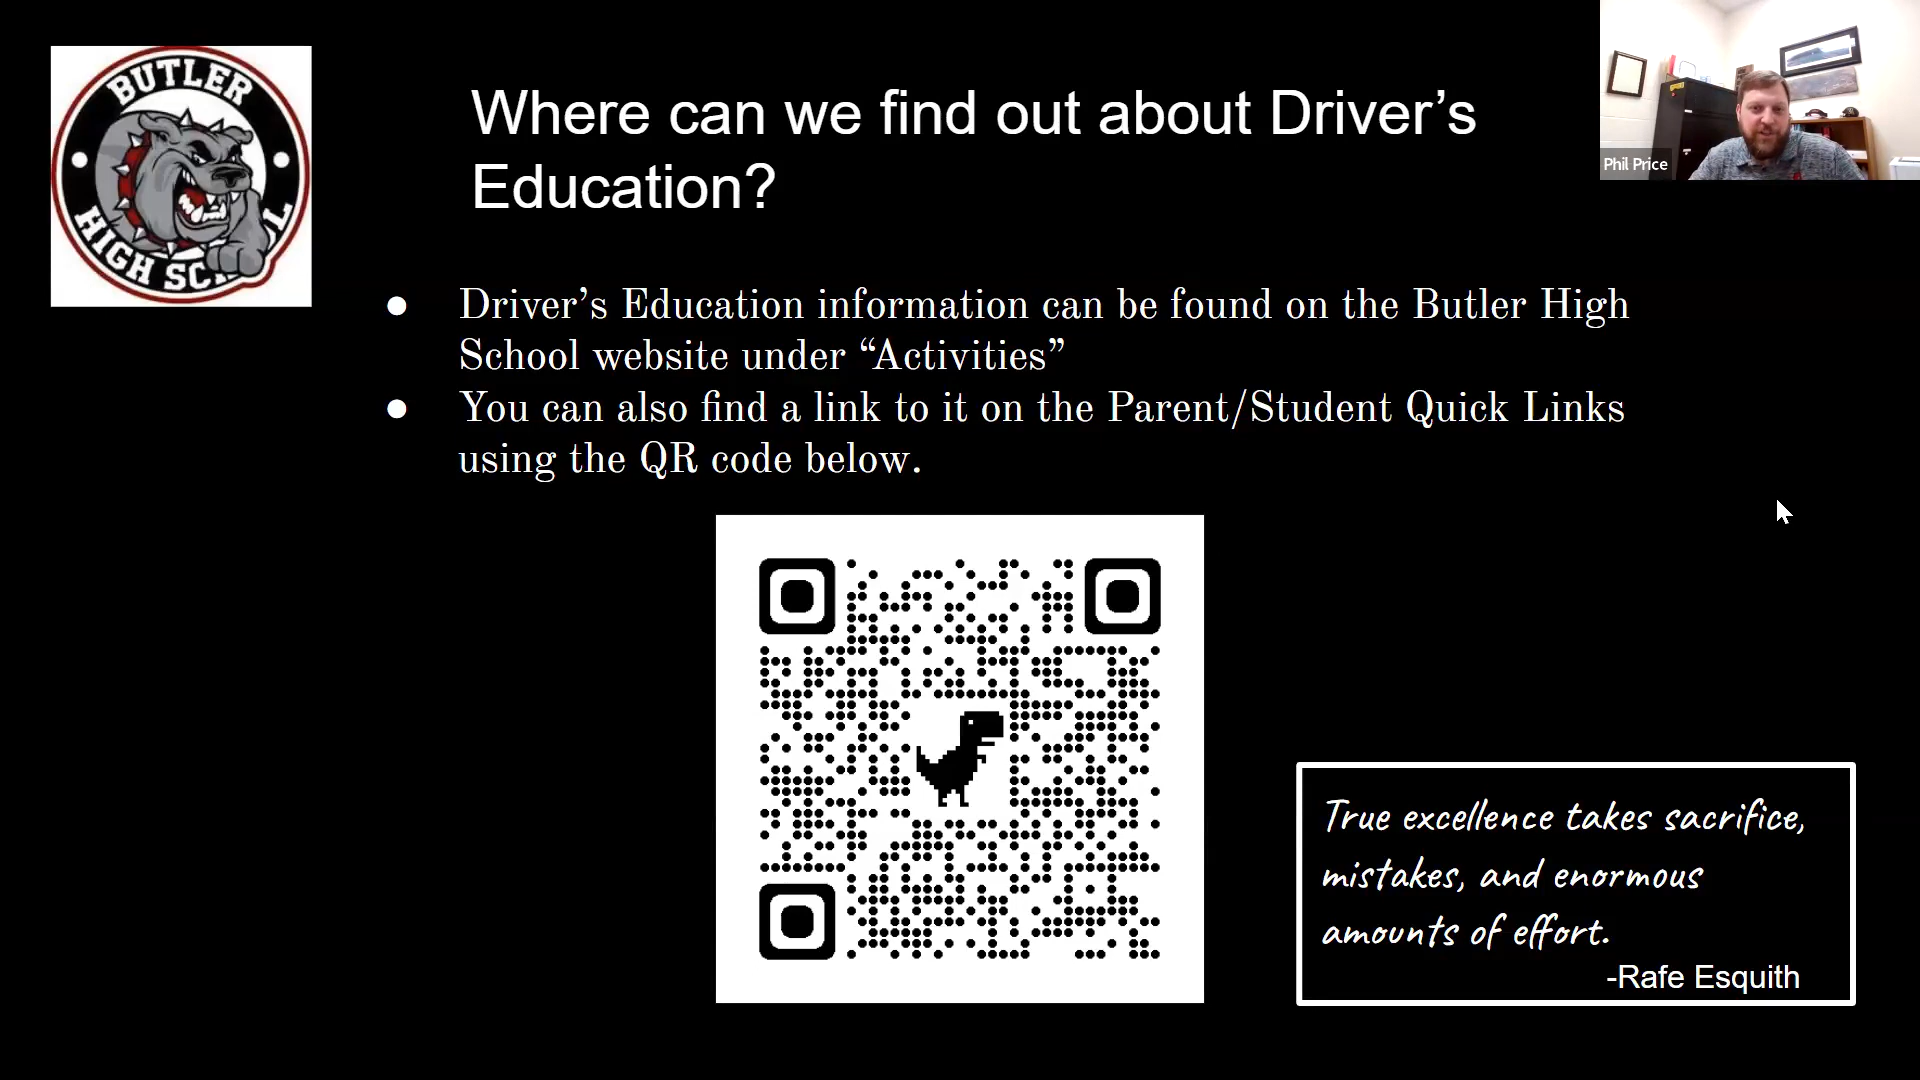 BUTLER
HIGH SC
L
Where can we find out about Driver’s
Education?
Phil Price
● Driver’s Education information can be found on the Butler High
School website under “Activities”
● You can also find a link to it on the Parent/Student Quick Links
using the QR code below.
True excellence takes sacrifice,
mistakes, and enormous
amounts of effort.
-Rafe Esquith